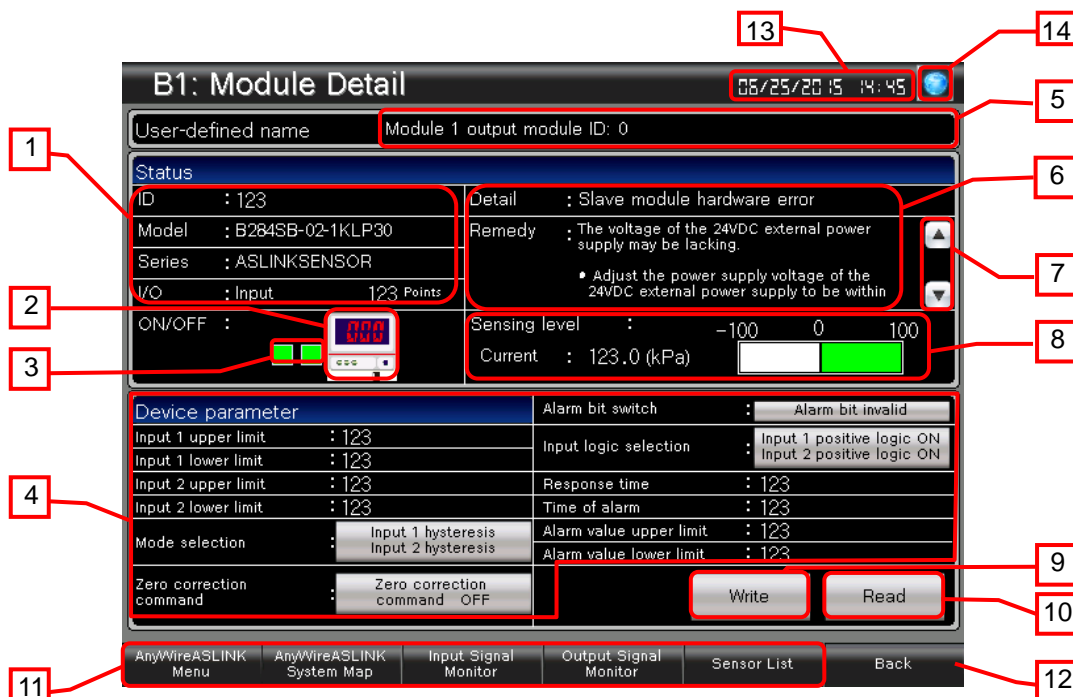 13
14
B1: Module Detail
06/25/2015 14:45
5
User-defined name
Module 1 output module ID: 0
1
Status
6
ID : 123
Detail : Slave module hardware error
Model : B284SB-02-1KLP30
Remedy : The voltage of the 24VDC external power
supply may be lacking.
Series : ASLINKSENSOR
• Adjust the power supply voltage of the
24VDC external power supply to be within
7
I/O : Input 123 Points
2
ON/OFF :
000
Sensing level :
-100 0 100
8
Current : 123.0 (kPa)
3
Device parameter
Alarm bit switch : Alarm bit invalid
Input 1 upper limit : 123
Input 1 lower limit : 123
Input logic selection : Input 1 positive logic ON
Input 2 positive logic ON
4
Input 2 upper limit : 123
Response time : 123
Input 2 lower limit : 123
Time of alarm : 123
Mode selection : Input 1 hysteresis
Input 2 hysteresis
Alarm value upper limit : 123
Alarm value lower limit : 123
9
Zero correction
command :
Zero correction
command OFF
Write
Read
10
AnyWireASLINK
Menu
AnyWireASLINK
System Map
Input Signal
Monitor
Output Signal
Monitor
Sensor List
Back
11
12